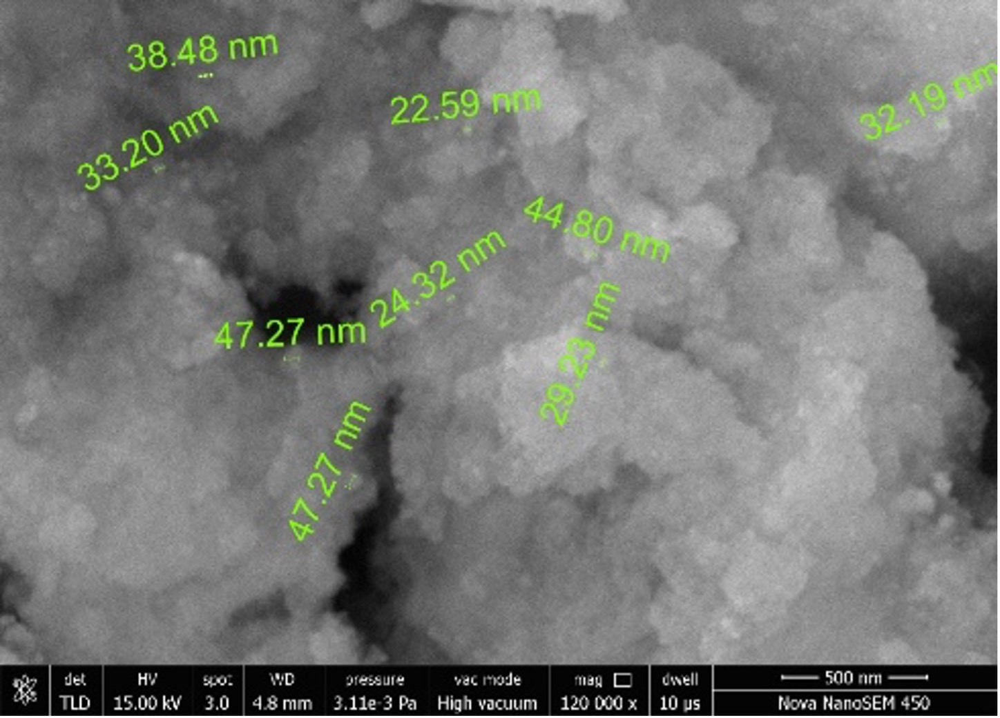 38.48 nm
22.59 nm
32.19 nm
33.20 nm
44.80 nm
24.32 nm
47.27 nm
29.23 nm
47.27 nm
det HV spot WD pressure vac mode mag dwell 500 nm
TLD 15.00 kV 3.0 4.8 mm 3.11e-3 Pa High vacuum 120 000 x 10 µs Nova NanoSEM 450